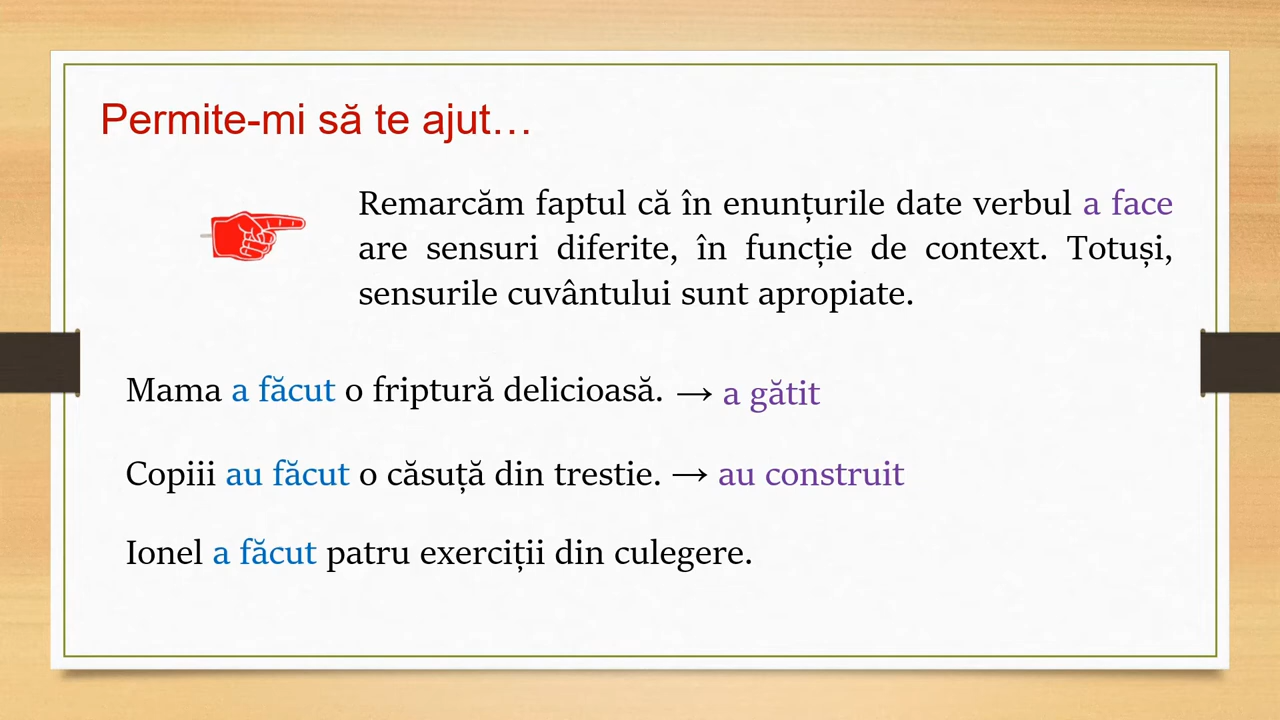 Permite-mi să te ajut…
Remarcăm faptul că în enunțurile date verbul a face
are sensuri diferite, în funcție de context. Totuși,
sensurile cuvântului sunt apropiate.
Mama a făcut o friptură delicioasă. → a gătit
Copiii au făcut o căsuță din trestie. → au construit
Ionel a făcut patru exerciții din culegere.